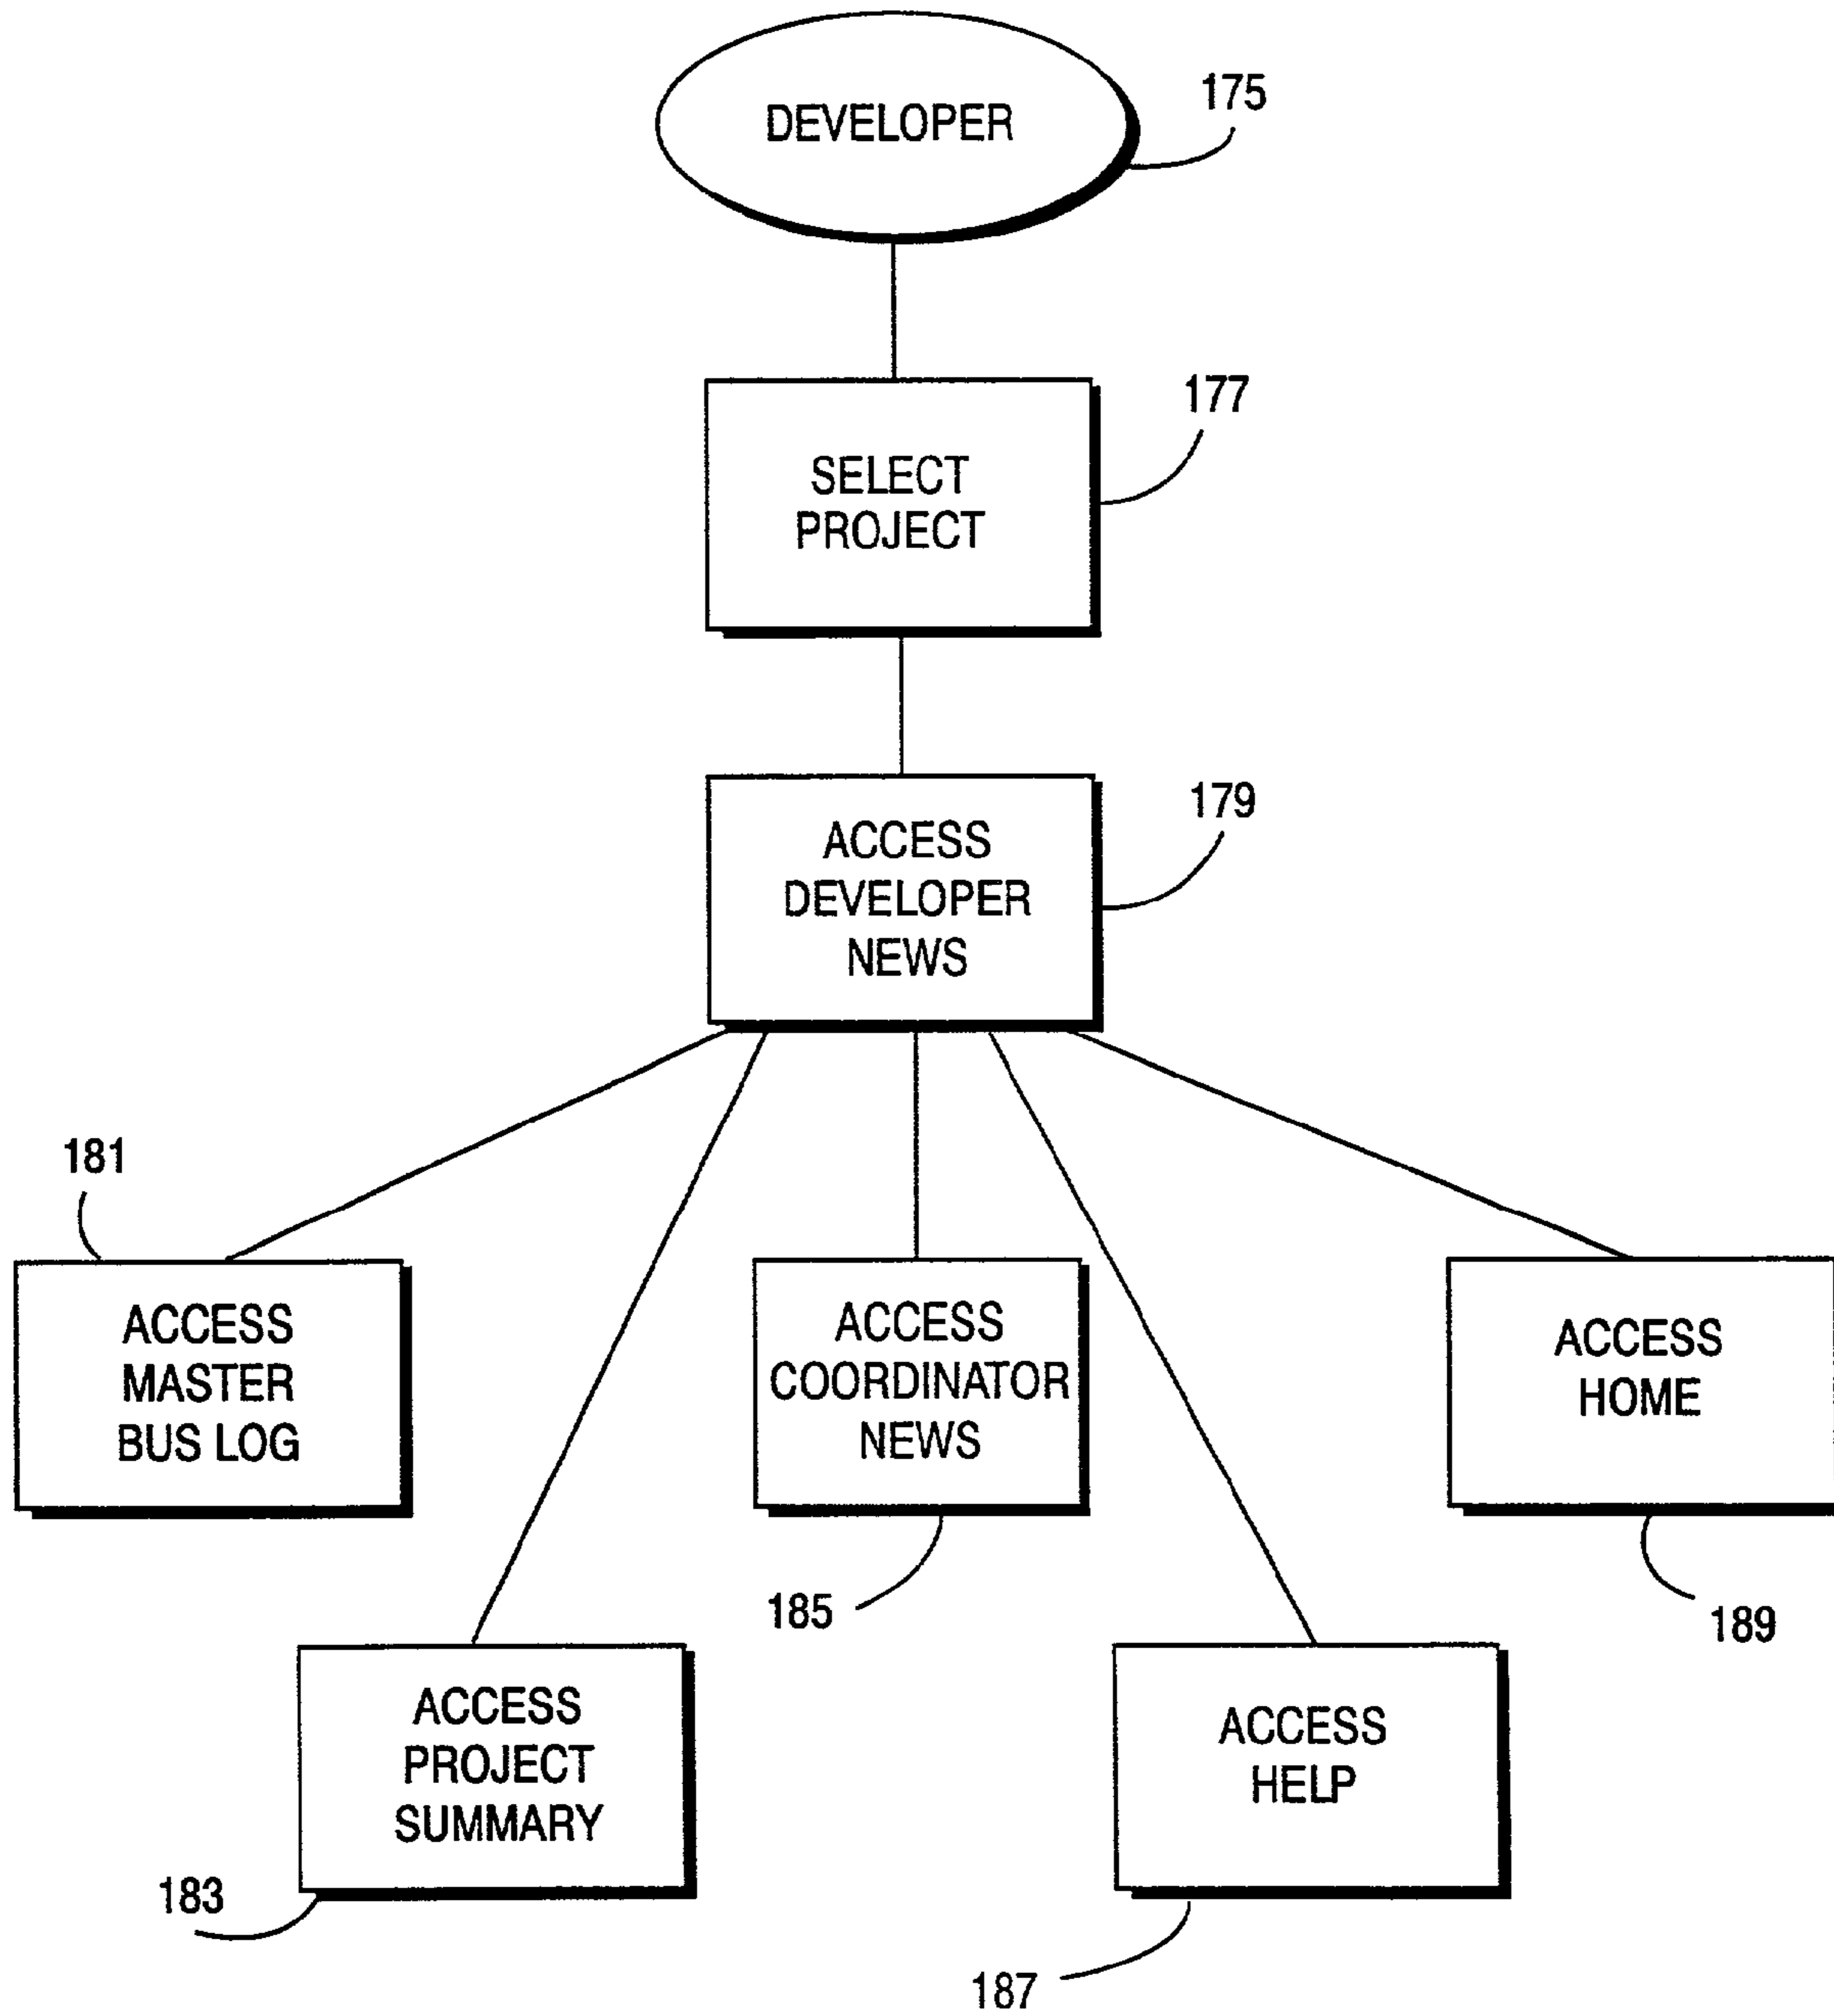 DEVELOPER
175
SELECT
PROJECT
177
ACCESS
DEVELOPER
NEWS
179
181
ACCESS
MASTER
BUS LOG
ACCESS
COORDINATOR
NEWS
185
ACCESS
HOME
189
ACCESS
PROJECT
SUMMARY
183
ACCESS
HELP
187